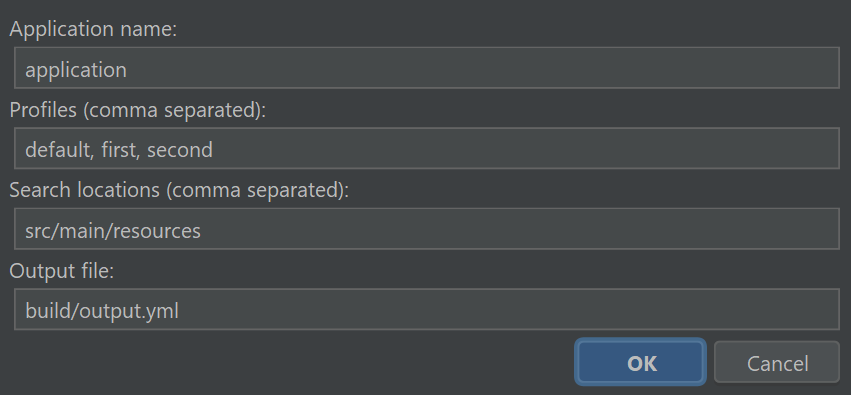 Application name:
application
Profiles (comma separated):
default, first, second
Search locations (comma separated):
src/main/resources
Output file:
build/output.yml
OK Cancel